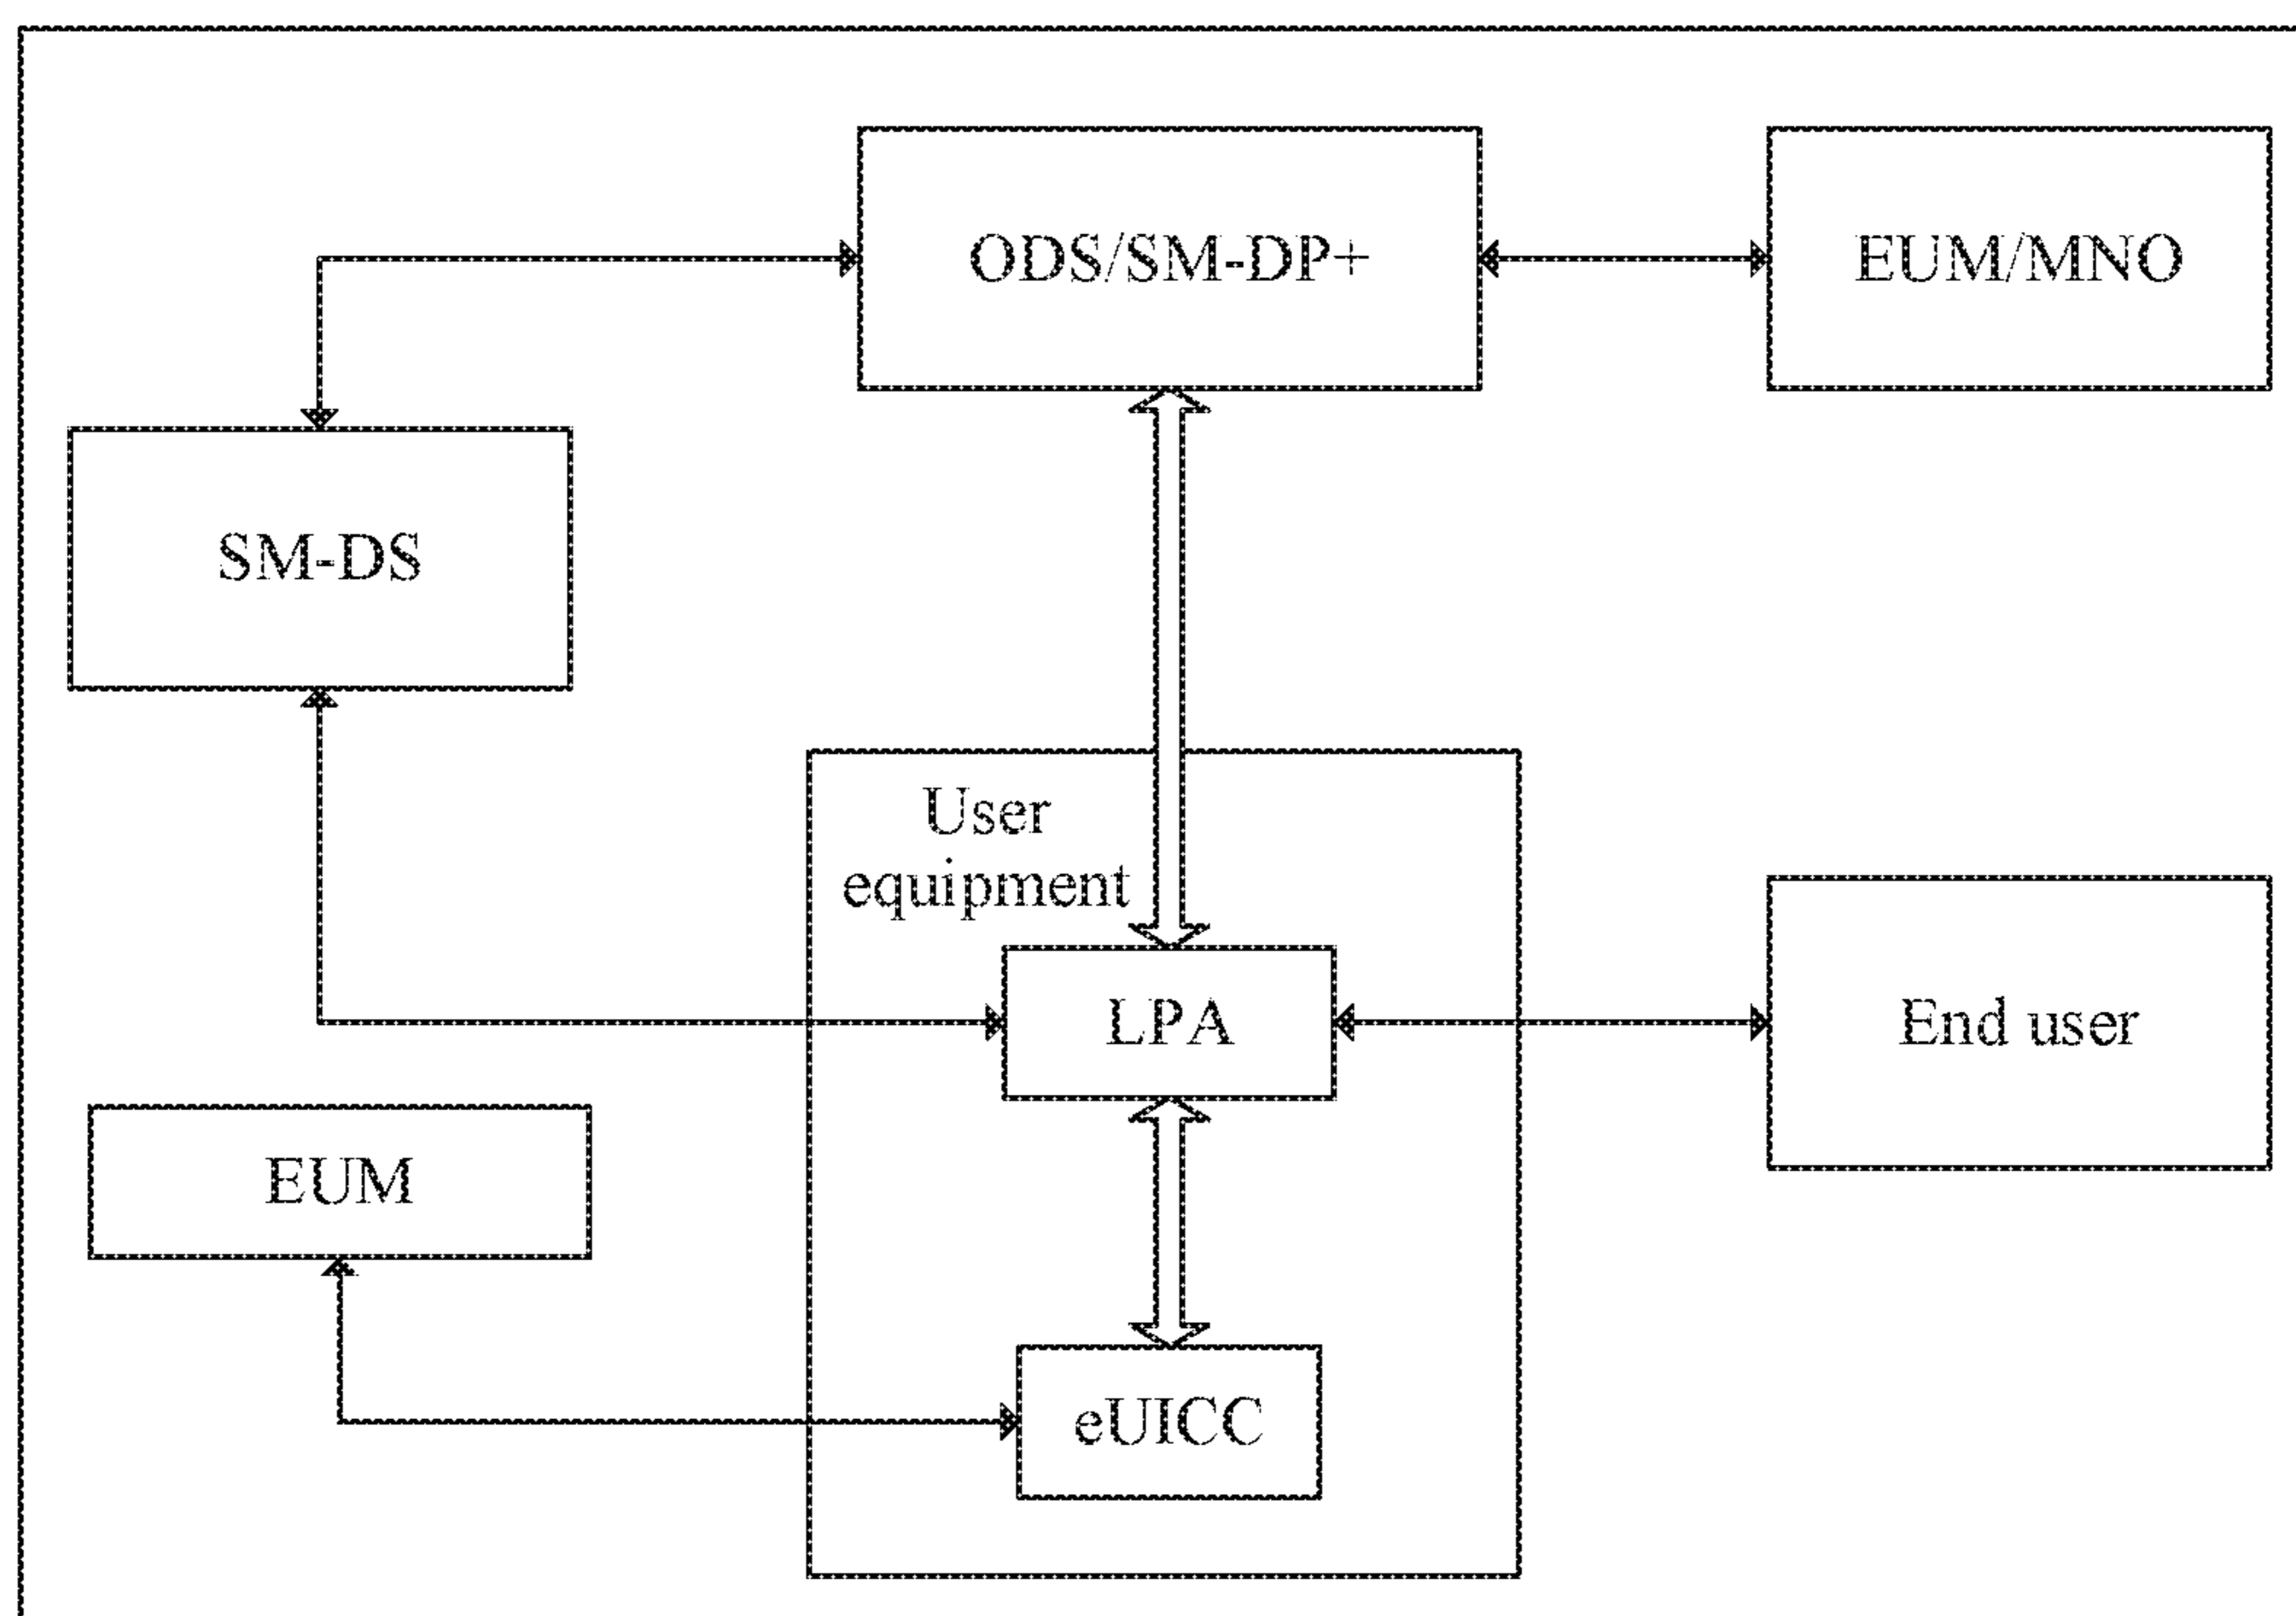 ODS/SM-DP+
EUM/MNO
SM-DS
User
equipment
LPA
End user
EUM
eUICC